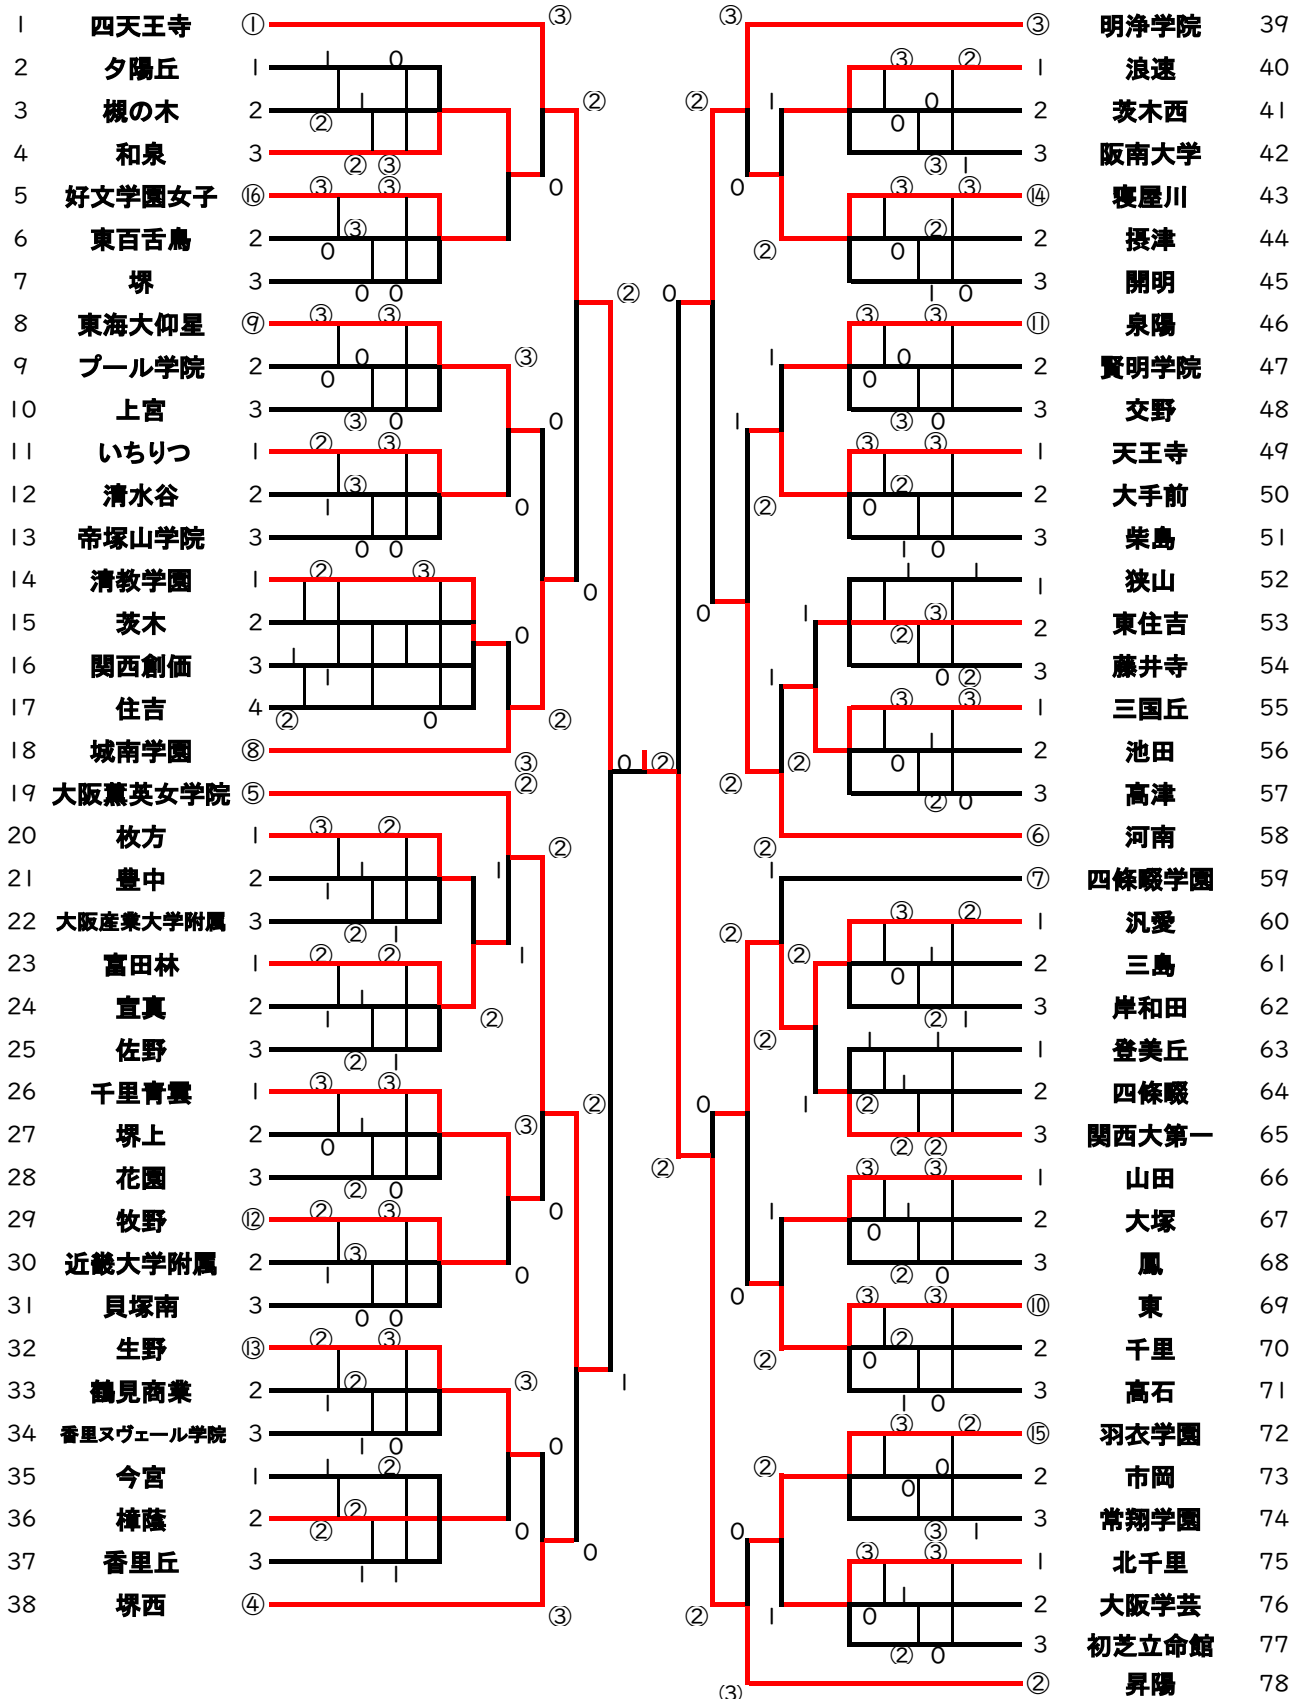 1 四天王寺 ①
2 夕陽丘 1
3 槻の木 2
4 和泉 3
5 好文学園女子 ⑯
6 東百舌鳥 2
7 堺 3
8 東海大仰星 ⑨
9 プール学院 2
10 上宮 3
11 いちりつ 1
12 清水谷 2
13 帝塚山学院 3
14 清教学園 1
15 茨木 2
16 関西創価 3
17 住吉 4
18 城南学園 ⑧
19 大阪薫英女学院 ⑤
20 枚方 1
21 豊中 2
22 大阪産業大学附属 3
23 富田林 1
24 宣真 2
25 佐野 3
26 千里青雲 1
27 堺上 2
28 花園 3
29 牧野 ⑫
30 近畿大学附属 2
31 貝塚南 3
32 生野 ⑬
33 鶴見商業 2
34 香里ヌヴェール学院 3
35 今宮 1
36 樟蔭 2
37 香里丘 3
38 堺西 ④
③ 明浄学院 39
1 浪速 40
2 茨木西 41
3 阪南大学 42
⑭ 寝屋川 43
2 摂津 44
3 開明 45
⑪ 泉陽 46
2 賢明学院 47
3 交野 48
1 天王寺 49
2 大手前 50
3 柴島 51
1 狭山 52
2 東住吉 53
3 藤井寺 54
1 三国丘 55
2 池田 56
3 高津 57
⑥ 河南 58
⑦ 四條畷学園 59
1 汎愛 60
2 三島 61
3 岸和田 62
1 登美丘 63
2 四條畷 64
3 関西大第一 65
1 山田 66
2 大塚 67
3 鳳 68
⑩ 東 69
2 千里 70
3 高石 71
⑮ 羽衣学園 72
2 市岡 73
3 常翔学園 74
1 北千里 75
2 大阪学芸 76
3 初芝立命館 77
② 昇陽 78